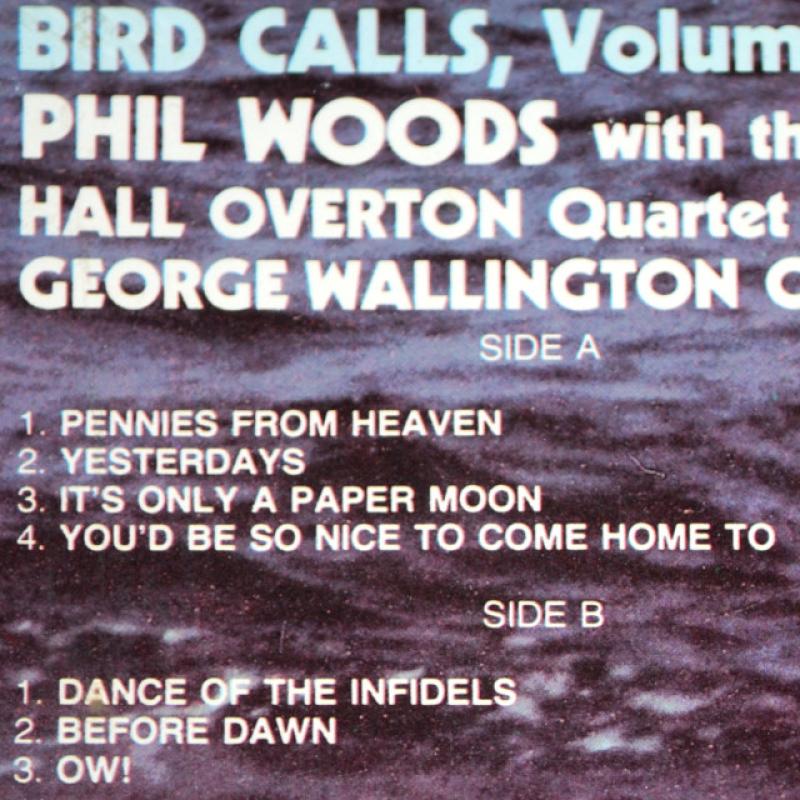 BIRD CALLS, Volum
PHIL WOODS with th
HALL OVERTON Quartet
GEORGE WALLINGTON
SIDE A
1. PENNIES FROM HEAVEN
2. YESTERDAYS
3. IT'S ONLY A PAPER MOON
4. YOU'D BE SO NICE TO COME HOME TO
SIDE B
1. DANCE OF THE INFIDELS
2. BEFORE DAWN
3. OW!